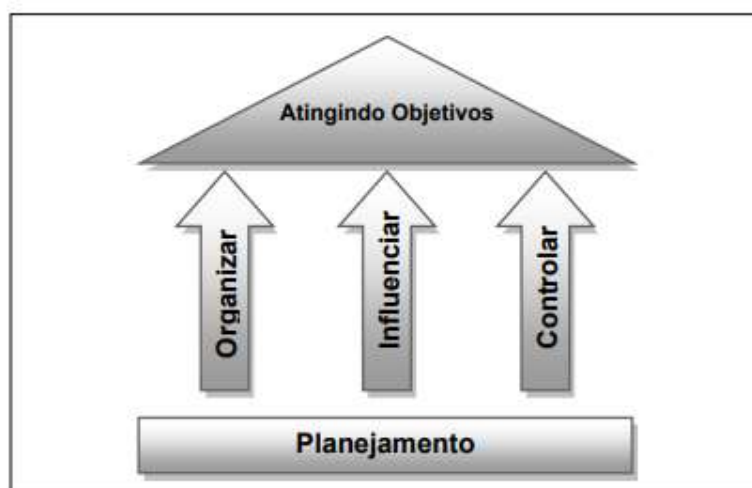 Atingindo Objetivos
Organizar
Influenciar
Controlar
Planejamento